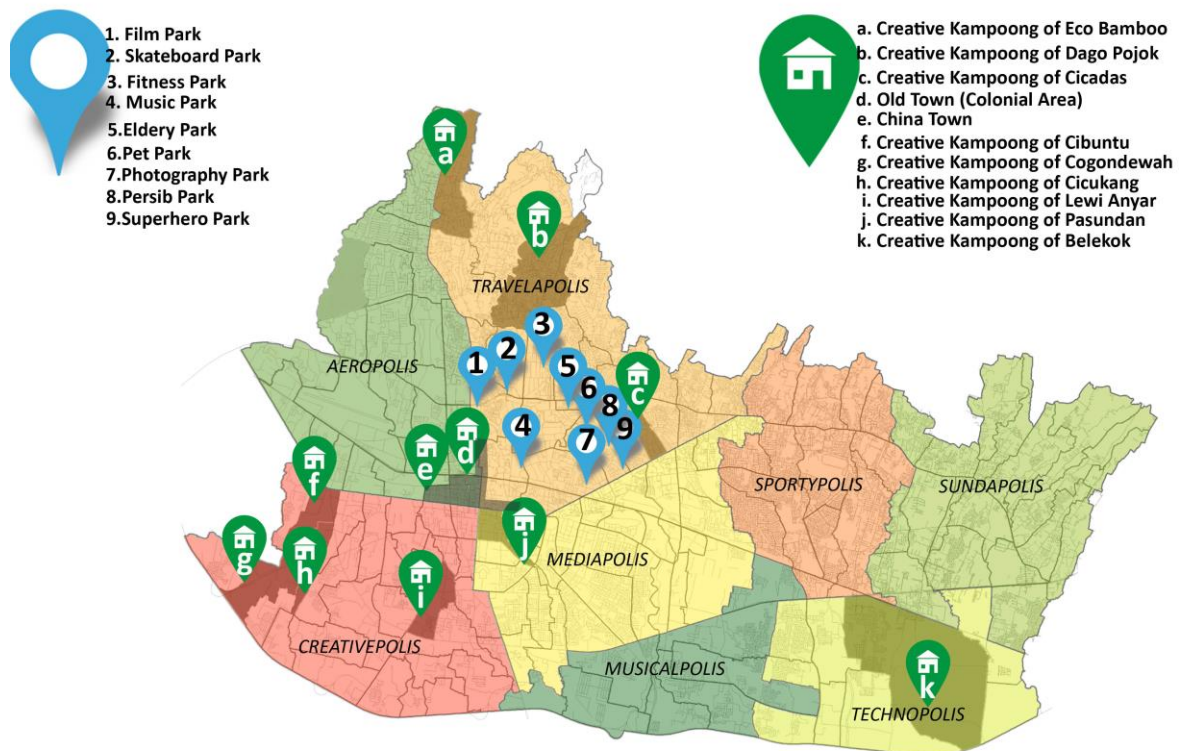 1. Film Park
2. Skateboard Park
3. Fitness Park
4. Music Park
5.Eldery Park
6.Pet Park
7.Photography Park
8.Persib Park
9.Superhero Park
a. Creative Kampoong of Eco Bamboo
b. Creative Kampoong of Dago Pojok
c. Creative Kampoong of Cicadas
d. Old Town (Colonial Area)
e. China Town
f. Creative Kampoong of Cibuntu
g. Creative Kampoong of Cogondewah
h. Creative Kampoong of Cicukang
i. Creative Kampoong of Lewi Anyar
j. Creative Kampoong of Pasundan
k. Creative Kampoong of Belekok
a
b
TRAVELAPOLIS
3
2
1
5
AEROPOLIS
6
c
8
4
9
7
d
e
f
SPORTYPOLIS
SUNDAPOLIS
j
MEDIAPOLIS
g
h
i
CREATIVEPOLIS
MUSICALPOLIS
k
TECHNOPOLIS